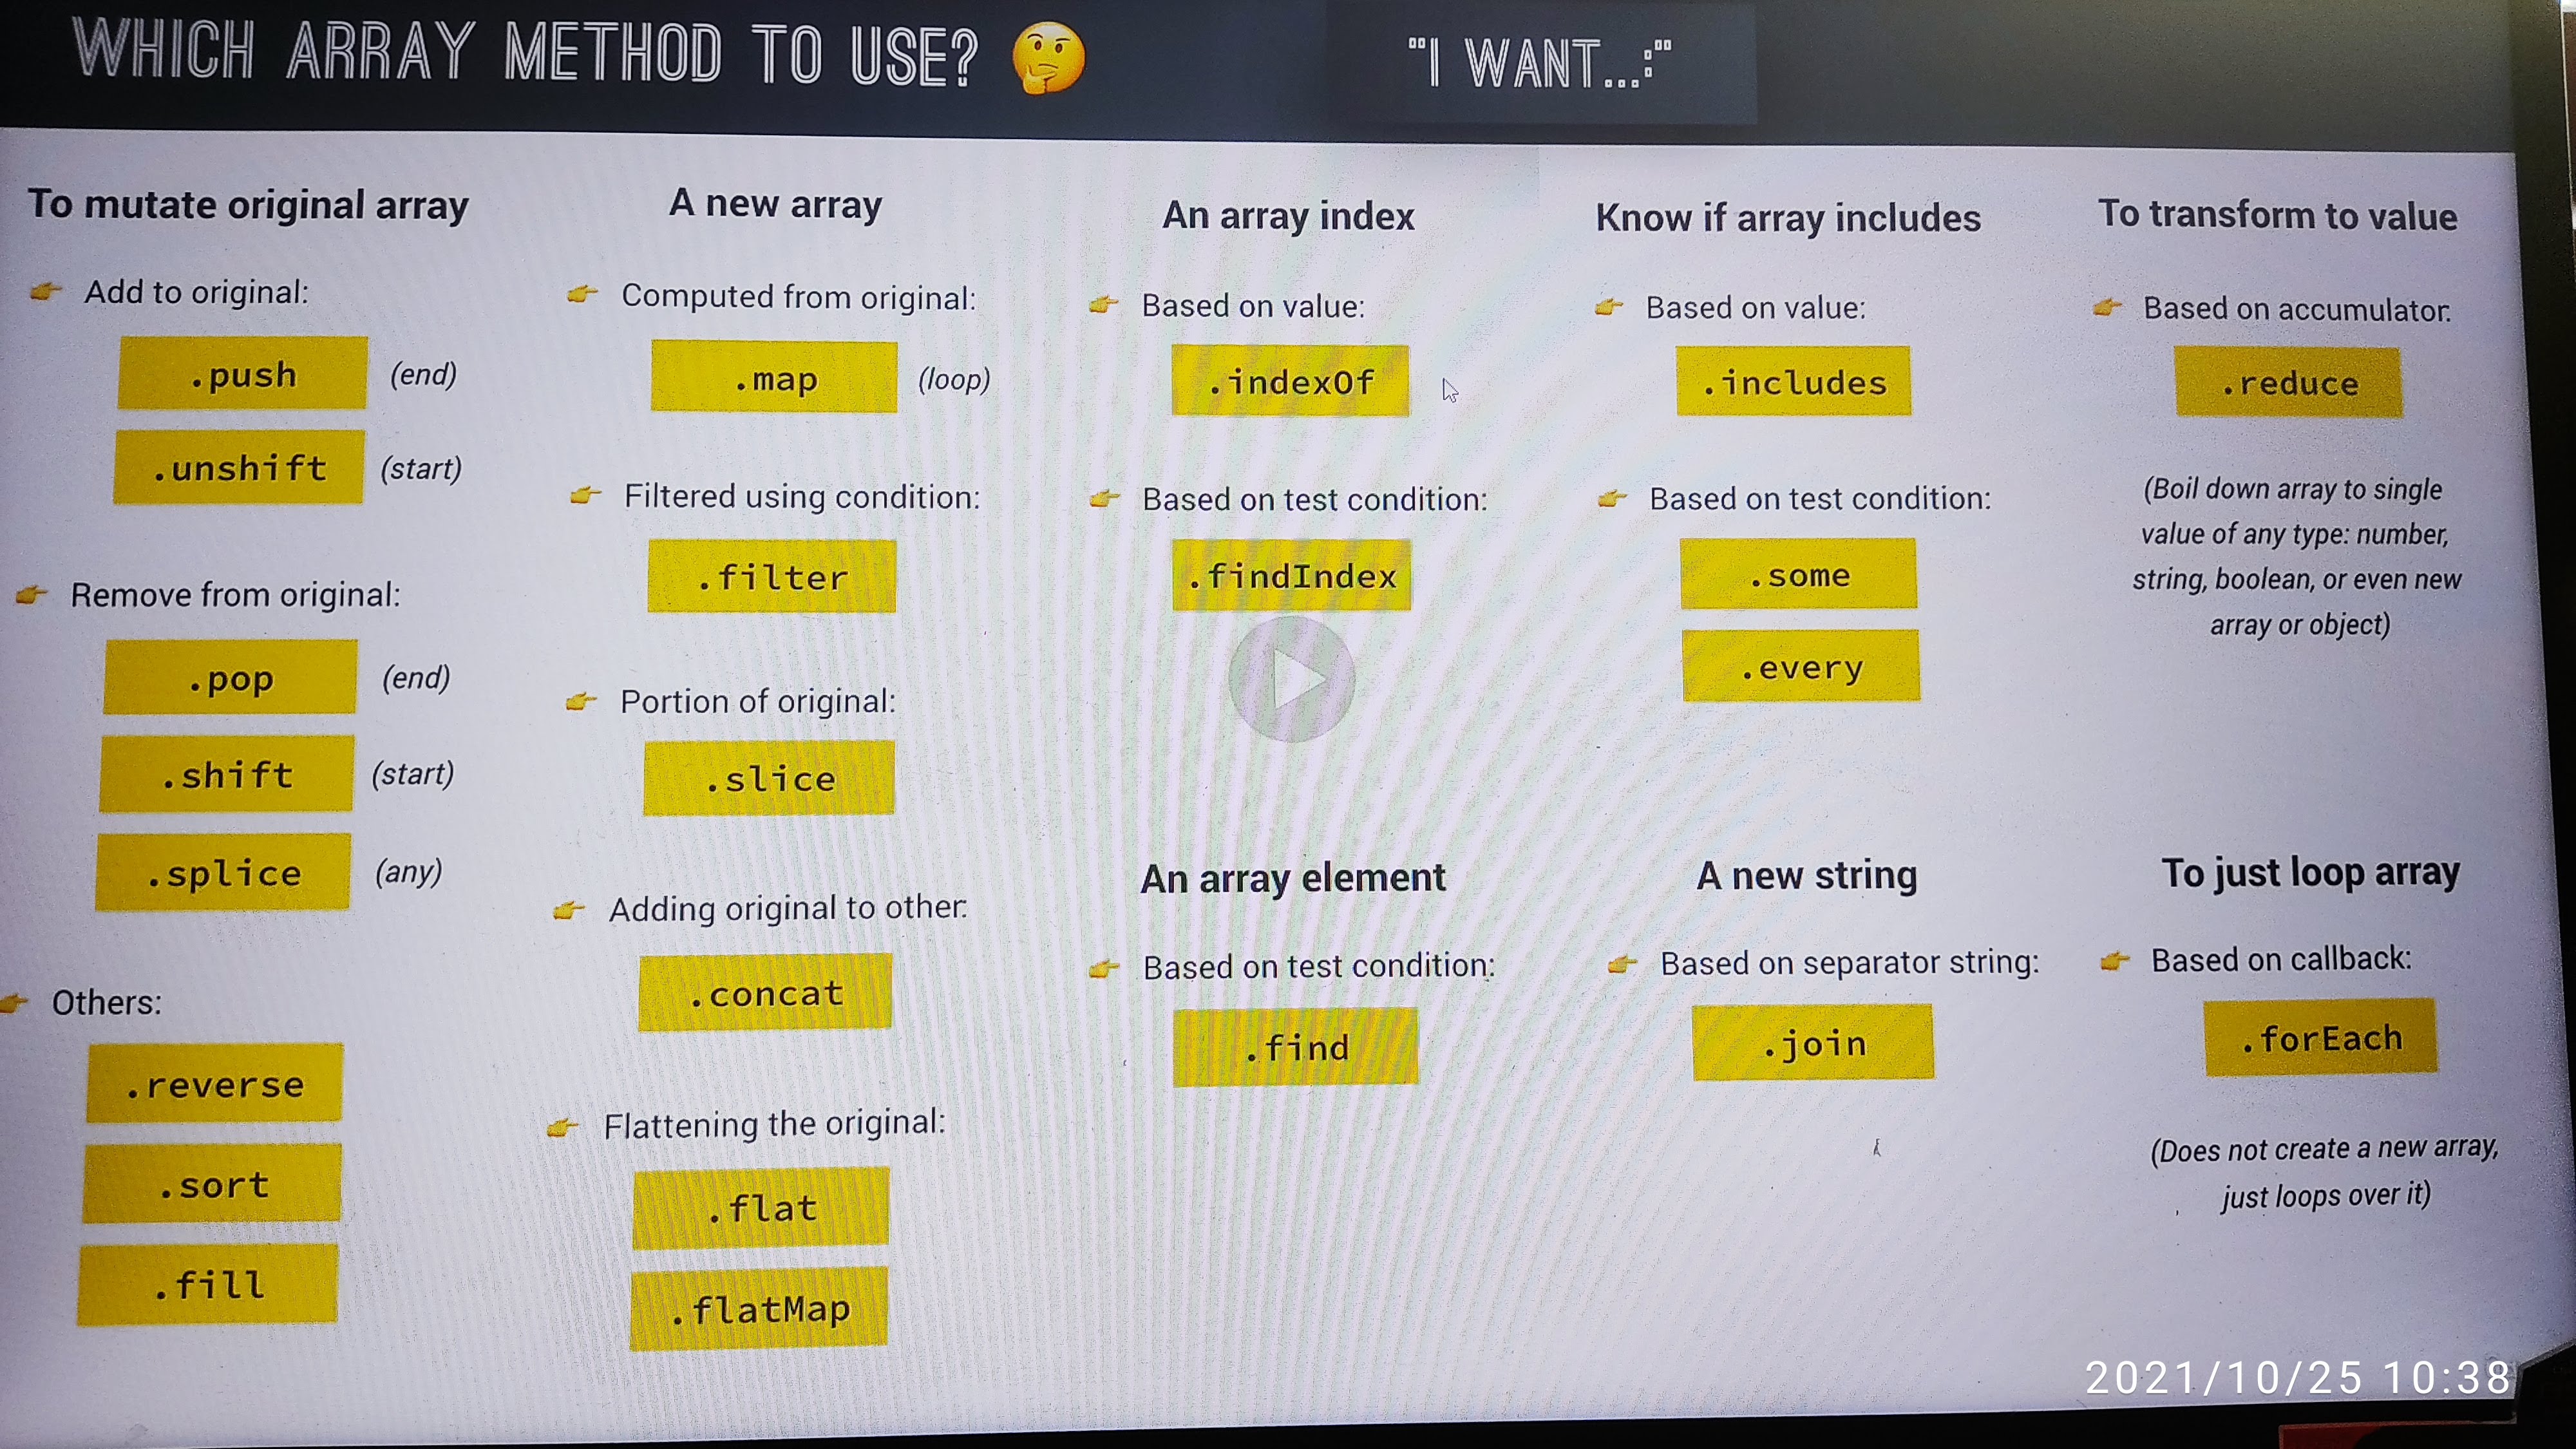 WHICH ARRAY METHOD TO USE? 🤔
"I WANT...:"
To mutate original array
👉 Add to original:
.push (end)
.unshift (start)
👉 Remove from original:
.pop (end)
.shift (start)
.splice (any)
👉 Others:
.reverse
.sort
.fill
A new array
👉 Computed from original:
.map (loop)
👉 Filtered using condition:
.filter
👉 Portion of original:
.slice
👉 Adding original to other:
.concat
👉 Flattening the original:
.flat
.flatMap
An array index
👉 Based on value:
.indexOf
👉 Based on test condition:
.findIndex
An array element
👉 Based on test condition:
.find
Know if array includes
👉 Based on value:
.includes
👉 Based on test condition:
.some
.every
A new string
👉 Based on separator string:
.join
To transform to value
👉 Based on accumulator:
.reduce
(Boil down array to single
value of any type: number,
string, boolean, or even new
array or object)
To just loop array
👉 Based on callback:
.forEach
(Does not create a new array,
just loops over it)
2021/10/25 10:38